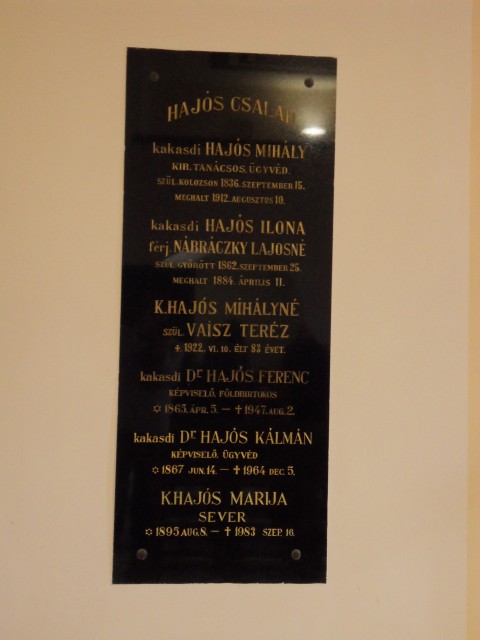 HAJÓS CSALÁD
kakasdi HAJÓS MIHÁLY
KIR. TANÁCSOS, ÜGYVÉD.
SZÜL. KOLOZSON 1836. SZEPTEMBER 15.
MEGHALT 1912. AUGUSZTUS 10.
kakasdi HAJÓS ILONA
férj. NÁBRÁCZKY LAJOSNÉ
SZÜL. GYÖRÖTT 1862. SZEPTEMBER 25.
MEGHALT 1884. ÁPRILIS 11.
K. HAJÓS MIHÁLYNÉ
SZÜL. VAISZ TERÉZ
+ 1922. VI. 10. ÉLT 83 ÉVET.
kakasdi Dr HAJÓS FERENC
KÉPVISELŐ, FÖLDBIRTOKOS
✡ 1865. ÁPR. 5. – ✝ 1947. AUG. 2.
kakasdi Dr HAJÓS KÁLMÁN
KÉPVISELŐ, ÜGYVÉD
✡ 1867 JUN. 14. – ✝ 1964 DEC. 5.
K. HAJÓS MARIJA
SEVER
✡ 1895 AUG. 8. – ✝ 1983 SZEP. 16.